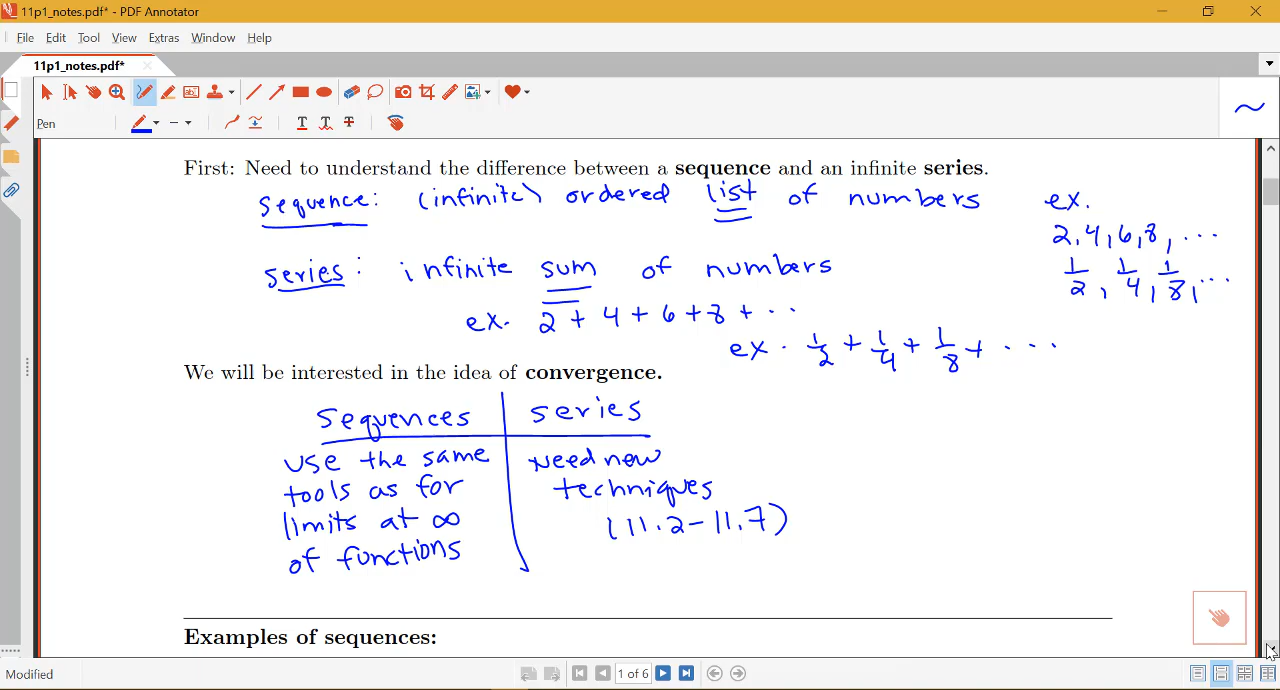 11p1_notes.pdf* - PDF Annotator
File Edit Tool View Extras Window Help
11p1_notes.pdf*
Pen
First: Need to understand the difference between a sequence and an infinite series.
sequence: (infinite) ordered list of numbers
ex.
2, 4, 6, 8, ...
1/2, 1/4, 1/8, ...
series: infinite sum of numbers
ex. 2 + 4 + 6 + 8 + ...
ex. 1/2 + 1/4 + 1/8 + ...
We will be interested in the idea of convergence.
Sequences | series
use the same | Need new
tools as for | techniques
limits at ∞ | (11.2 - 11.7)
of functions
Examples of sequences:
Modified
1 of 6